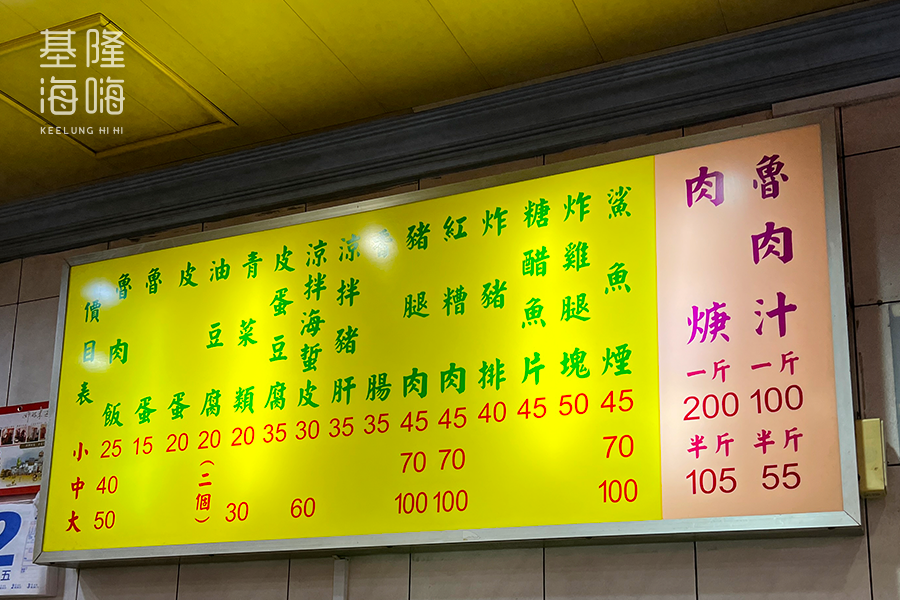 基隆
海嗨
KEELUNG HI HI
價目表 小 中 大
魯肉飯 25 40 50
魯蛋 15
皮蛋 20
油豆腐 20 (二個)
青菜類 20 30
皮蛋豆腐 35
涼拌海蜇皮 30 60
涼拌豬肝 35
香腸 35
豬腿肉 45 70 100
紅糟肉 45 70 100
炸豬排 40
糖醋魚片 45
炸雞腿塊 50
鯊魚煙 45 70 100
肉焿 一斤 200 半斤 105
魯肉汁 一斤 100 半斤 55
2
五